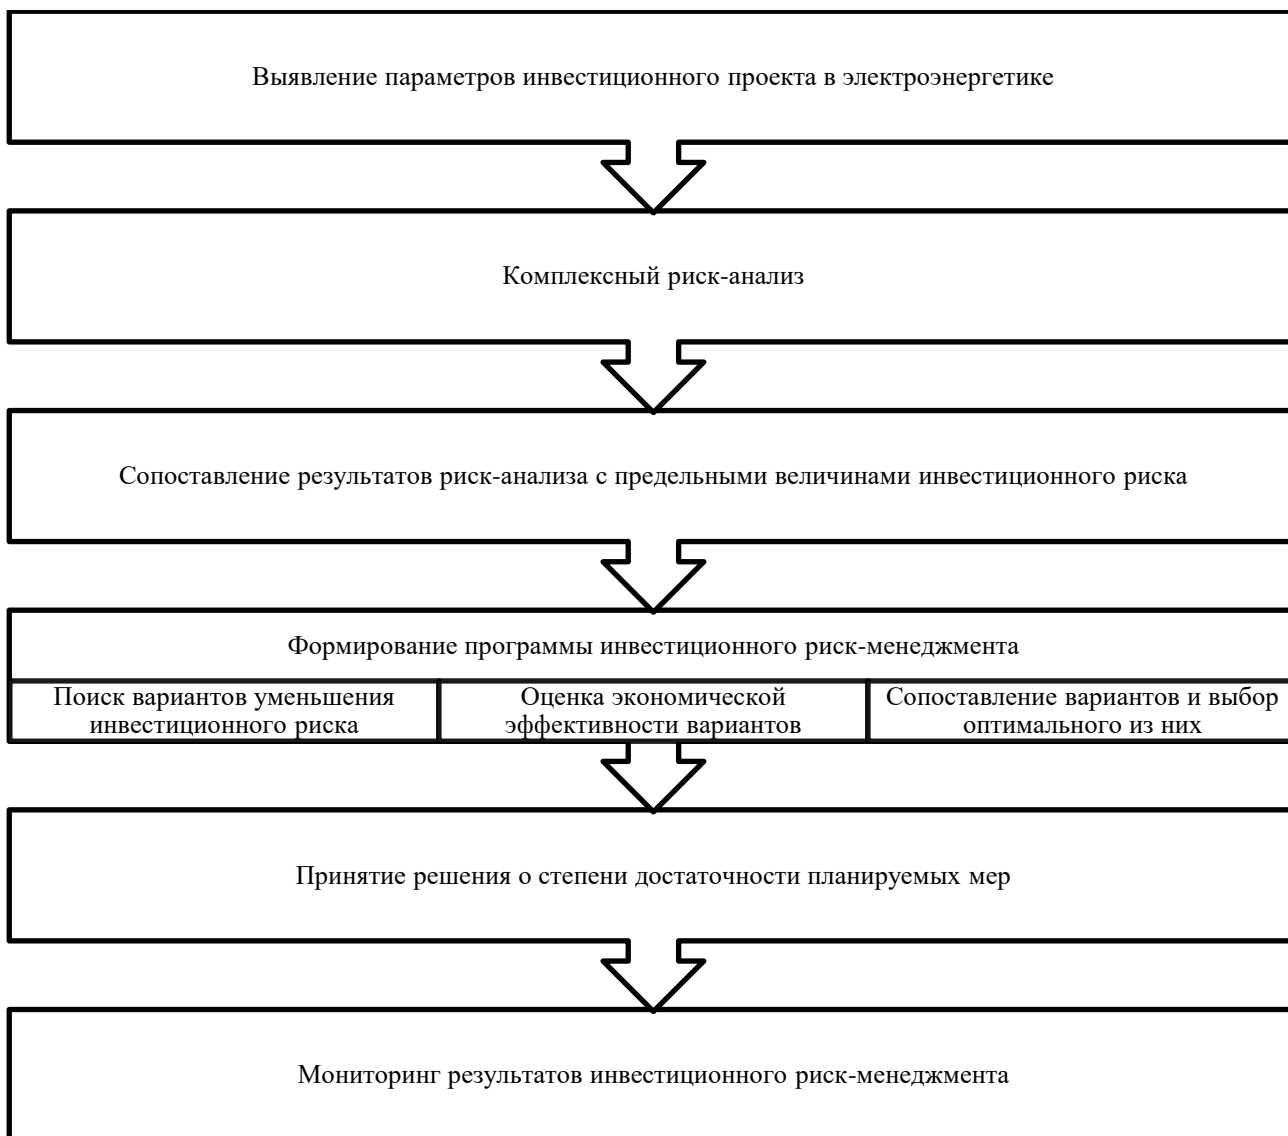 Выявление параметров инвестиционного проекта в электроэнергетике
Комплексный риск-анализ
Сопоставление результатов риск-анализа с предельными величинами инвестиционного риска
Формирование программы инвестиционного риск-менеджмента
Поиск вариантов уменьшения
инвестиционного риска
Оценка экономической
эффективности вариантов
Сопоставление вариантов и выбор
оптимального из них
Принятие решения о степени достаточности планируемых мер
Мониторинг результатов инвестиционного риск-менеджмента